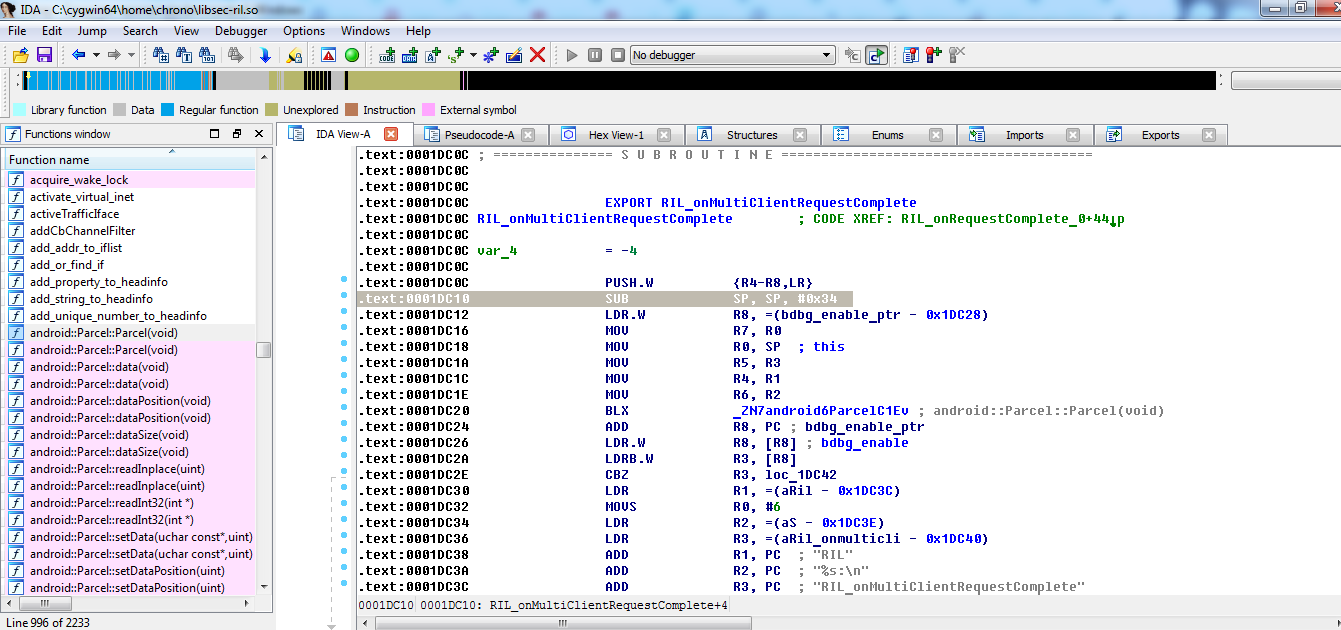 IDA - C:\cygwin64\home\chrono\libsec-ril.so
File Edit Jump Search View Debugger Options Windows Help
No debugger
Library function Data Regular function Unexplored Instruction External symbol
Functions window
IDA View-A Pseudocode-A Hex View-1 Structures Enums Imports Exports
Function name
acquire_wake_lock
activate_virtual_inet
activeTrafficIface
addCbChannelFilter
add_addr_to_iflist
add_or_find_if
add_property_to_headinfo
add_string_to_headinfo
add_unique_number_to_headinfo
android::Parcel::Parcel(void)
android::Parcel::Parcel(void)
android::Parcel::data(void)
android::Parcel::data(void)
android::Parcel::dataPosition(void)
android::Parcel::dataPosition(void)
android::Parcel::dataSize(void)
android::Parcel::dataSize(void)
android::Parcel::readInplace(uint)
android::Parcel::readInplace(uint)
android::Parcel::readInt32(int *)
android::Parcel::readInt32(int *)
android::Parcel::setData(uchar const*,uint)
android::Parcel::setData(uchar const*,uint)
android::Parcel::setDataPosition(uint)
android::Parcel::setDataPosition(uint)
Line 996 of 2233
.text:0001DC0C ; =============== S U B R O U T I N E =======================================
.text:0001DC0C
.text:0001DC0C
.text:0001DC0C EXPORT RIL_onMultiClientRequestComplete
.text:0001DC0C RIL_onMultiClientRequestComplete ; CODE XREF: RIL_onRequestComplete_0+44↓p
.text:0001DC0C
.text:0001DC0C var_4 = -4
.text:0001DC0C
.text:0001DC0C PUSH.W {R4-R8,LR}
.text:0001DC10 SUB SP, SP, #0x34
.text:0001DC12 LDR.W R8, =(bdbg_enable_ptr - 0x1DC28)
.text:0001DC16 MOV R7, R0
.text:0001DC18 MOV R0, SP ; this
.text:0001DC1A MOV R5, R3
.text:0001DC1C MOV R4, R1
.text:0001DC1E MOV R6, R2
.text:0001DC20 BLX _ZN7android6ParcelC1Ev ; android::Parcel::Parcel(void)
.text:0001DC24 ADD R8, PC ; bdbg_enable_ptr
.text:0001DC26 LDR.W R8, [R8] ; bdbg_enable
.text:0001DC2A LDRB.W R3, [R8]
.text:0001DC2E CBZ R3, loc_1DC42
.text:0001DC30 LDR R1, =(aRil - 0x1DC3C)
.text:0001DC32 MOVS R0, #6
.text:0001DC34 LDR R2, =(aS - 0x1DC3E)
.text:0001DC36 LDR R3, =(aRil_onmulticli - 0x1DC40)
.text:0001DC38 ADD R1, PC ; "RIL"
.text:0001DC3A ADD R2, PC ; "%s:\n"
.text:0001DC3C ADD R3, PC ; "RIL_onMultiClientRequestComplete"
0001DC10 0001DC10: RIL_onMultiClientRequestComplete+4